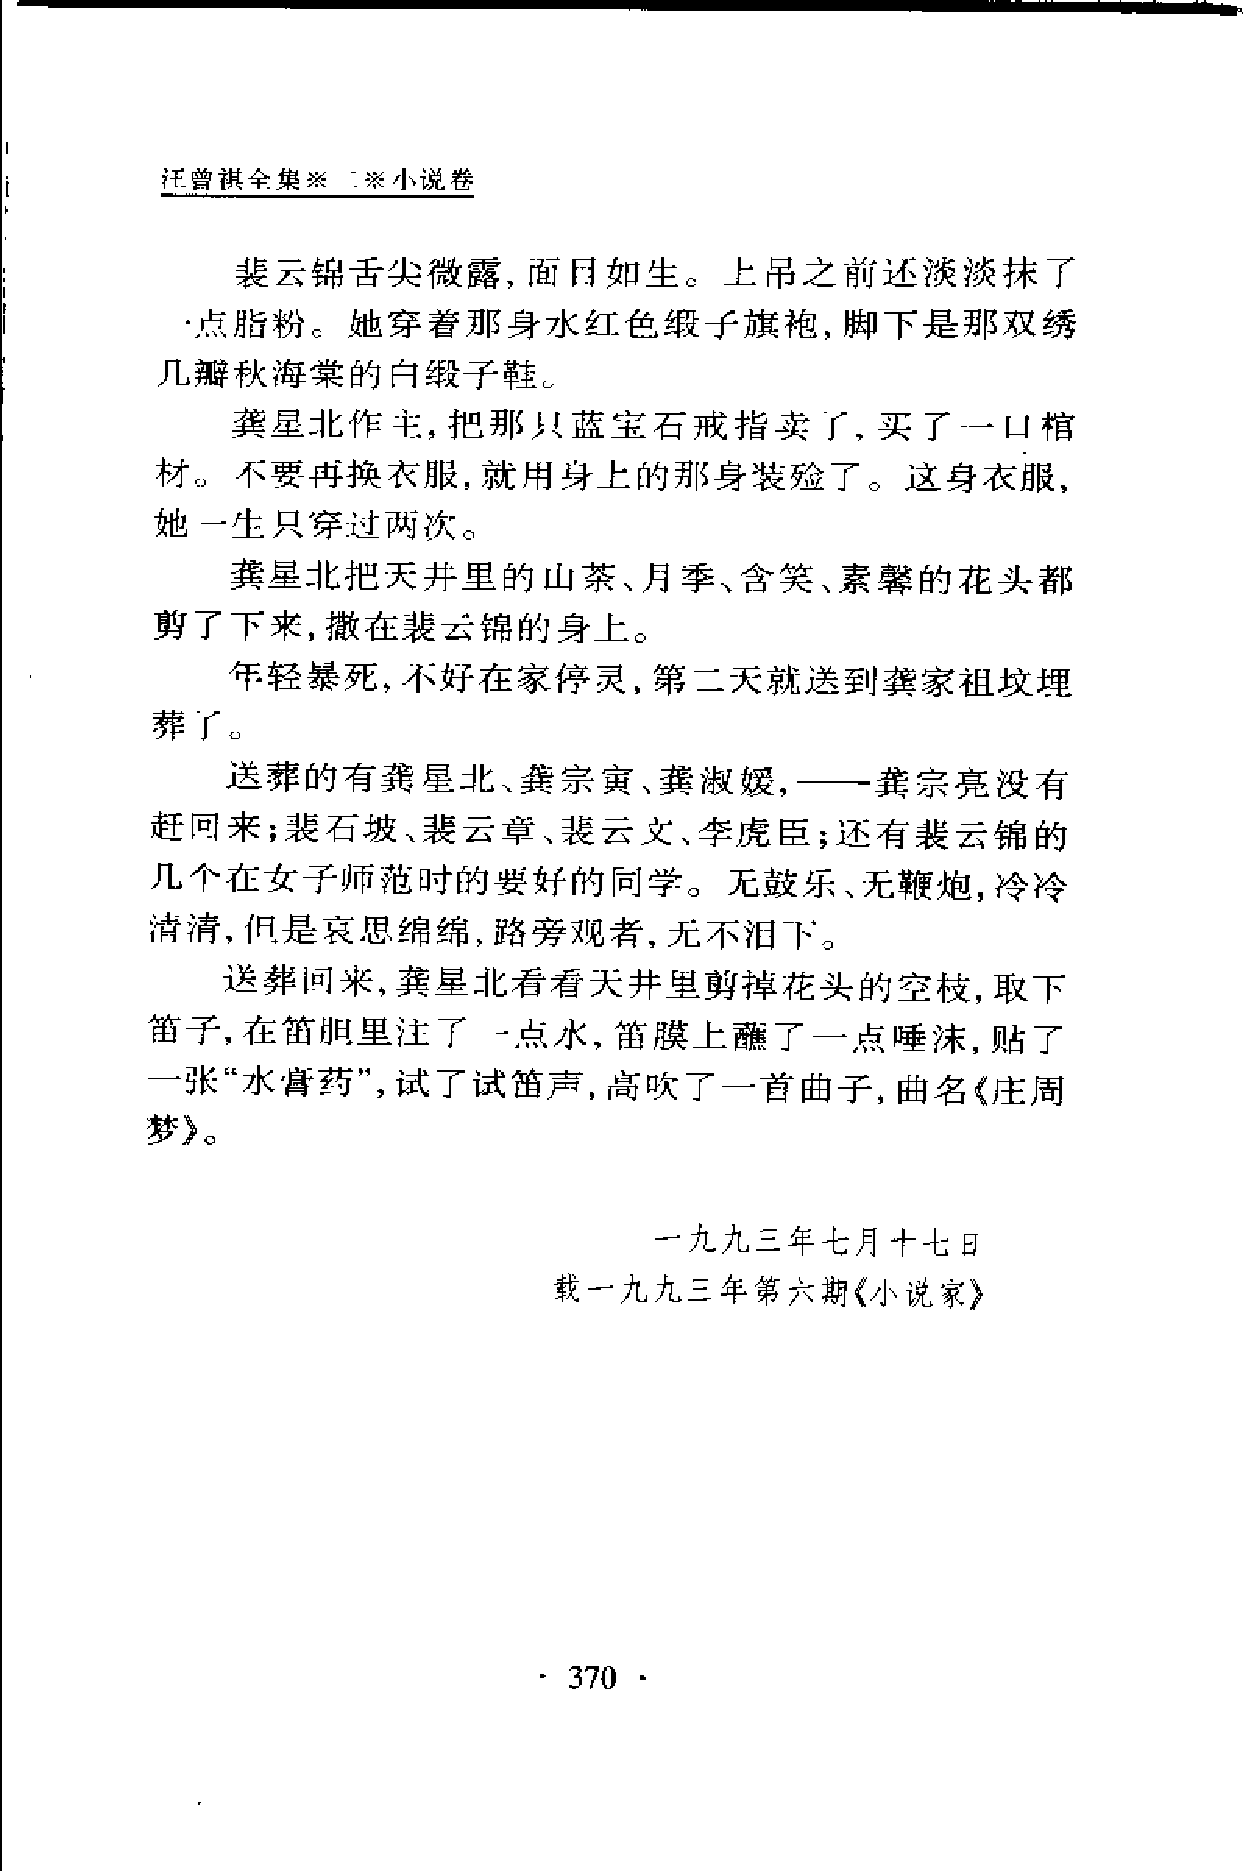 汪曾祺全集※二※小说卷
裴云锦舌尖微露,面目如生。上吊之前还淡淡抹了
一点脂粉。她穿着那身水红色缎子旗袍,脚下是那双绣
几瓣秋海棠的白缎子鞋。
龚星北作主,把那只蓝宝石戒指卖了,买了一口棺
材。不要再换衣服,就用身上的那身装殓了。这身衣服,
她一生只穿过两次。
龚星北把天井里的山茶、月季、含笑、素馨的花头都
剪了下来,撒在裴云锦的身上。
年轻暴死,不好在家停灵,第二天就送到龚家祖坟埋
葬了。
送葬的有龚星北、龚宗寅、龚淑媛,——龚宗亮没有
赶回来;裴石坡、裴云章、裴云文、李虎臣;还有裴云锦的
几个在女子师范时的要好的同学。无鼓乐、无鞭炮,冷冷
清清,但是哀思绵绵,路旁观者,无不泪下。
送葬回来,龚星北看看天井里剪掉花头的空枝,取下
笛子,在笛胆里注了一点水,笛膜上蘸了一点唾沫,贴了
一张“水膏药”,试了试笛声,高吹了一首曲子,曲名《庄周
梦》。
一九九三年七月十七日
载一九九三年第六期《小说家》
· 370 ·